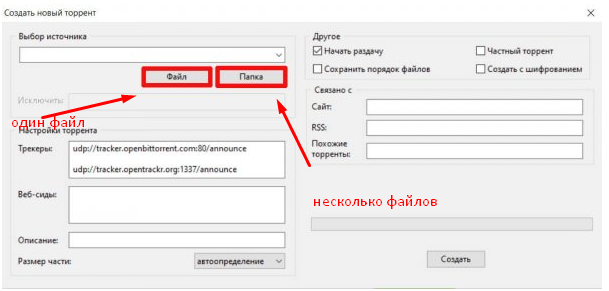 Создать новый торрент
Выбор источника
Файл
Папка
Исключить:
один файл
Настройки торрента
Трекеры:
udp://tracker.openbittorrent.com:80/announce
udp://tracker.opentrackr.org:1337/announce
Веб-сиды:
Описание:
Размер части:
автоопределение
Другое
Начать раздачу
Частный торрент
Сохранить порядок файлов
Создать с шифрованием
Связано с
Сайт:
RSS:
Похожие
торренты:
несколько файлов
Создать